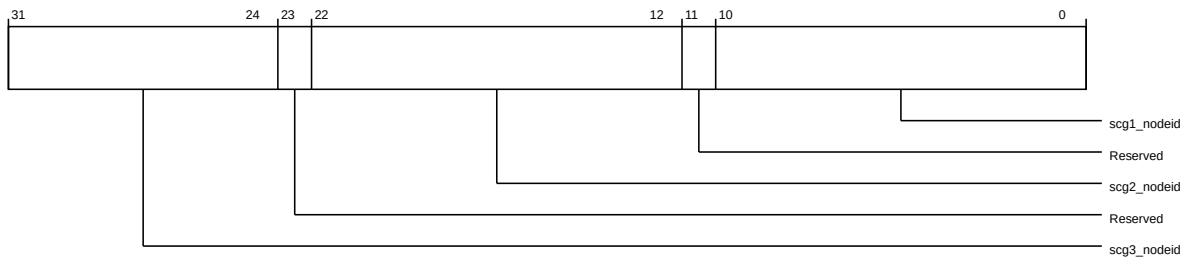 31 24 23 22 12 11 10 0
scg1_nodeid
Reserved
scg2_nodeid
Reserved
scg3_nodeid